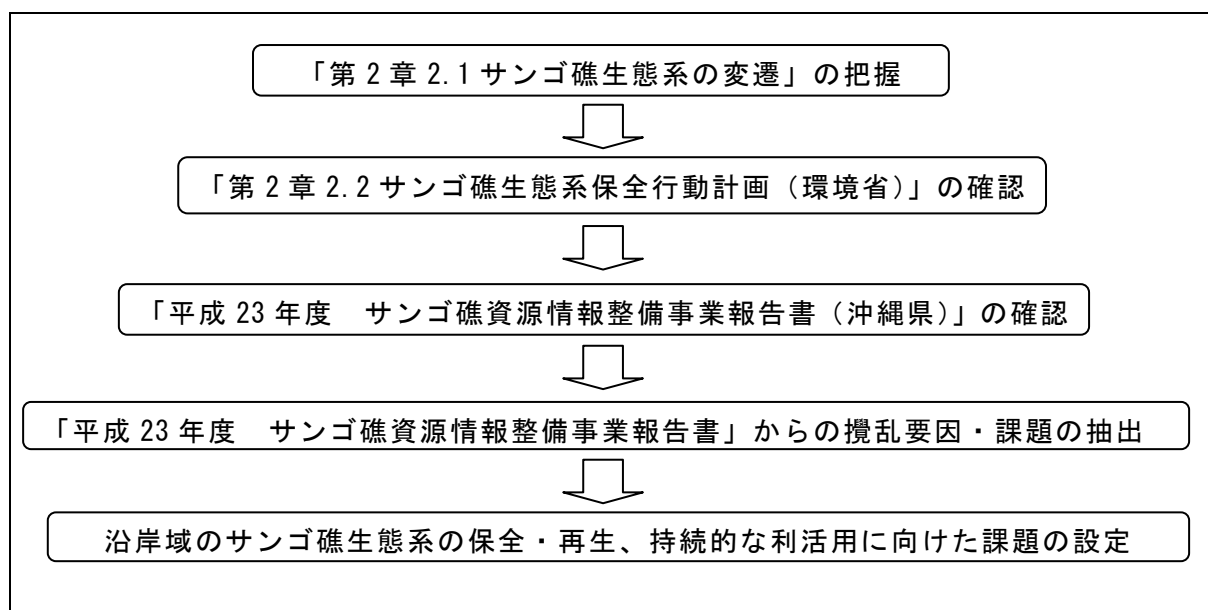 「第2章 2.1サンゴ礁生態系の変遷」の把握
「第2章 2.2サンゴ礁生態系保全行動計画（環境省）」の確認
「平成23年度　サンゴ礁資源情報整備事業報告書（沖縄県）」の確認
「平成23年度　サンゴ礁資源情報整備事業報告書」からの攪乱要因・課題の抽出
沿岸域のサンゴ礁生態系の保全・再生、持続的な利活用に向けた課題の設定